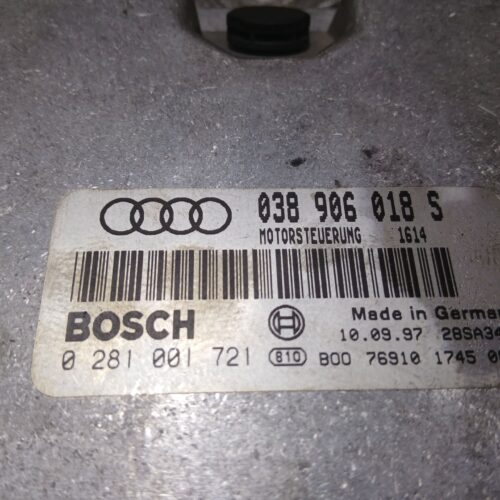 038 906 018 S
MOTORSTEUERUNG 1614
BOSCH
Made in German
10.09.97 28SA34
0 281 001 721 810 B00 76910 1745 0